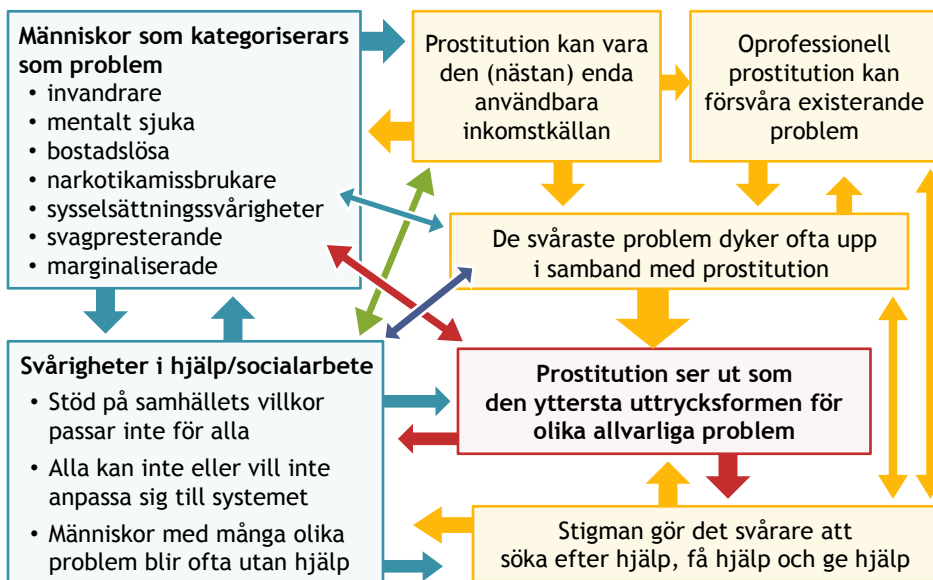 Människor som kategoriserars
som problem
• invandrare
• mentalt sjuka
• bostadslösa
• narkotikamissbrukare
• sysselsättningssvårigheter
• svagpresterande
• marginaliserade
Prostitution kan vara
den (nästan) enda
användbara
inkomstkällan
Oprofessionell
prostitution kan
försvåra existerande
problem
De svåraste problem dyker ofta upp
i samband med prostitution
Svårigheter i hjälp/socialarbete
• Stöd på samhällets villkor
passar inte för alla
• Alla kan inte eller vill inte
anpassa sig till systemet
• Människor med många olika
problem blir ofta utan hjälp
Prostitution ser ut som
den yttersta uttrycksformen för
olika allvarliga problem
Stigman gör det svårare att
söka efter hjälp, få hjälp och ge hjälp